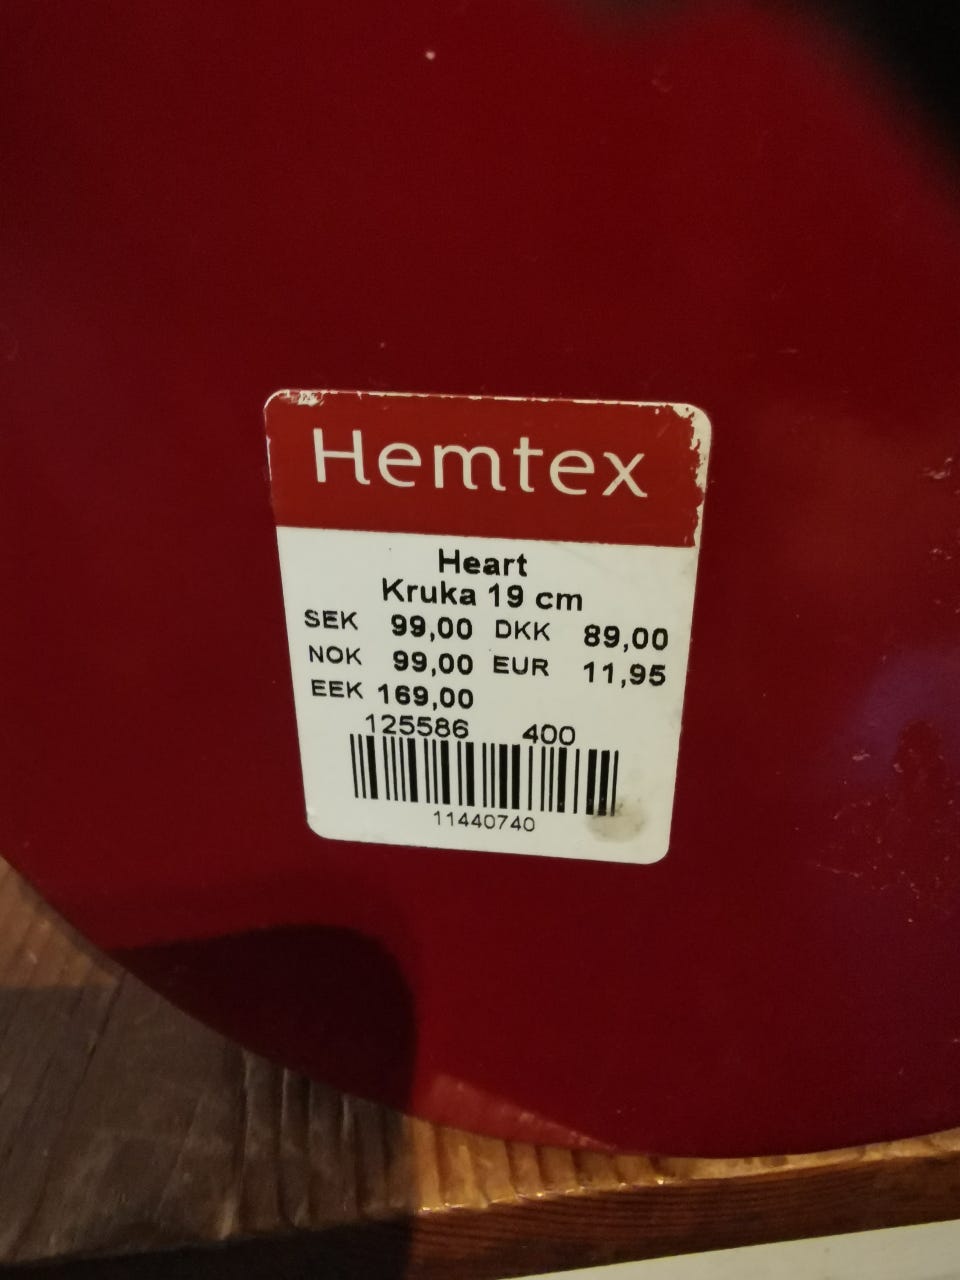 Hemtex
Heart
Kruka 19 cm
SEK 99,00 DKK 89,00
NOK 99,00 EUR 11,95
EEK 169,00
125586 400
11440740